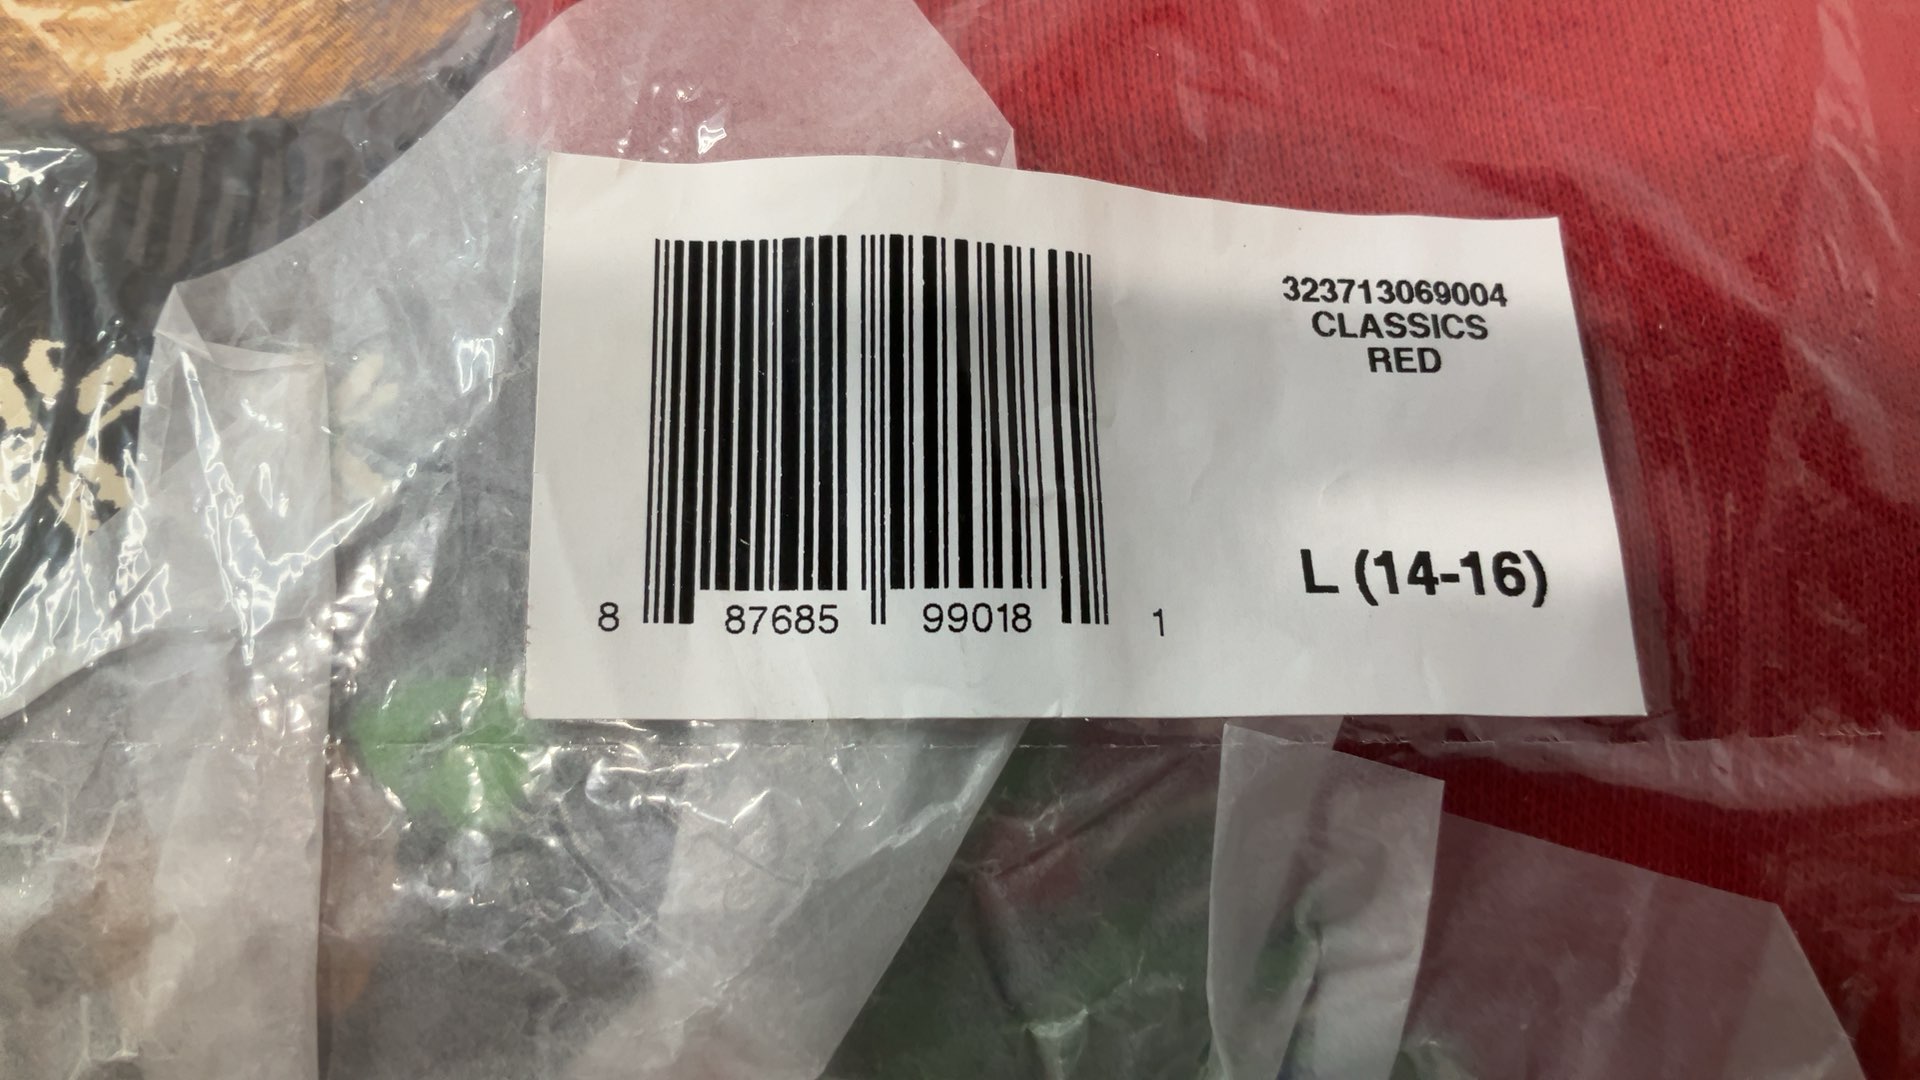 323713069004
CLASSICS
RED
L (14-16)
8 87685 99018 1